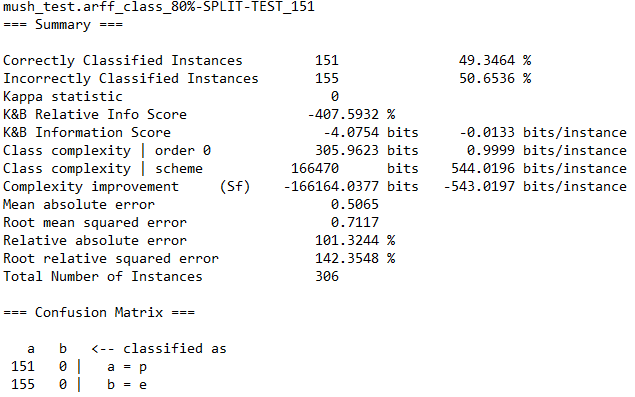 mush_test.arff_class_80%-SPLIT-TEST_151
=== Summary ===
Correctly Classified Instances         151               49.3464 %
Incorrectly Classified Instances       155               50.6536 %
Kappa statistic                          0
K&B Relative Info Score               -407.5932 %
K&B Information Score                   -4.0754 bits     -0.0133 bits/instance
Class complexity | order 0             305.9623 bits      0.9999 bits/instance
Class complexity | scheme           166470      bits    544.0196 bits/instance
Complexity improvement     (Sf)    -166164.0377 bits   -543.0197 bits/instance
Mean absolute error                      0.5065
Root mean squared error                  0.7117
Relative absolute error                101.3244 %
Root relative squared error            142.3548 %
Total Number of Instances              306
=== Confusion Matrix ===
a   b   <-- classified as
151   0 |   a = p
155   0 |   b = e